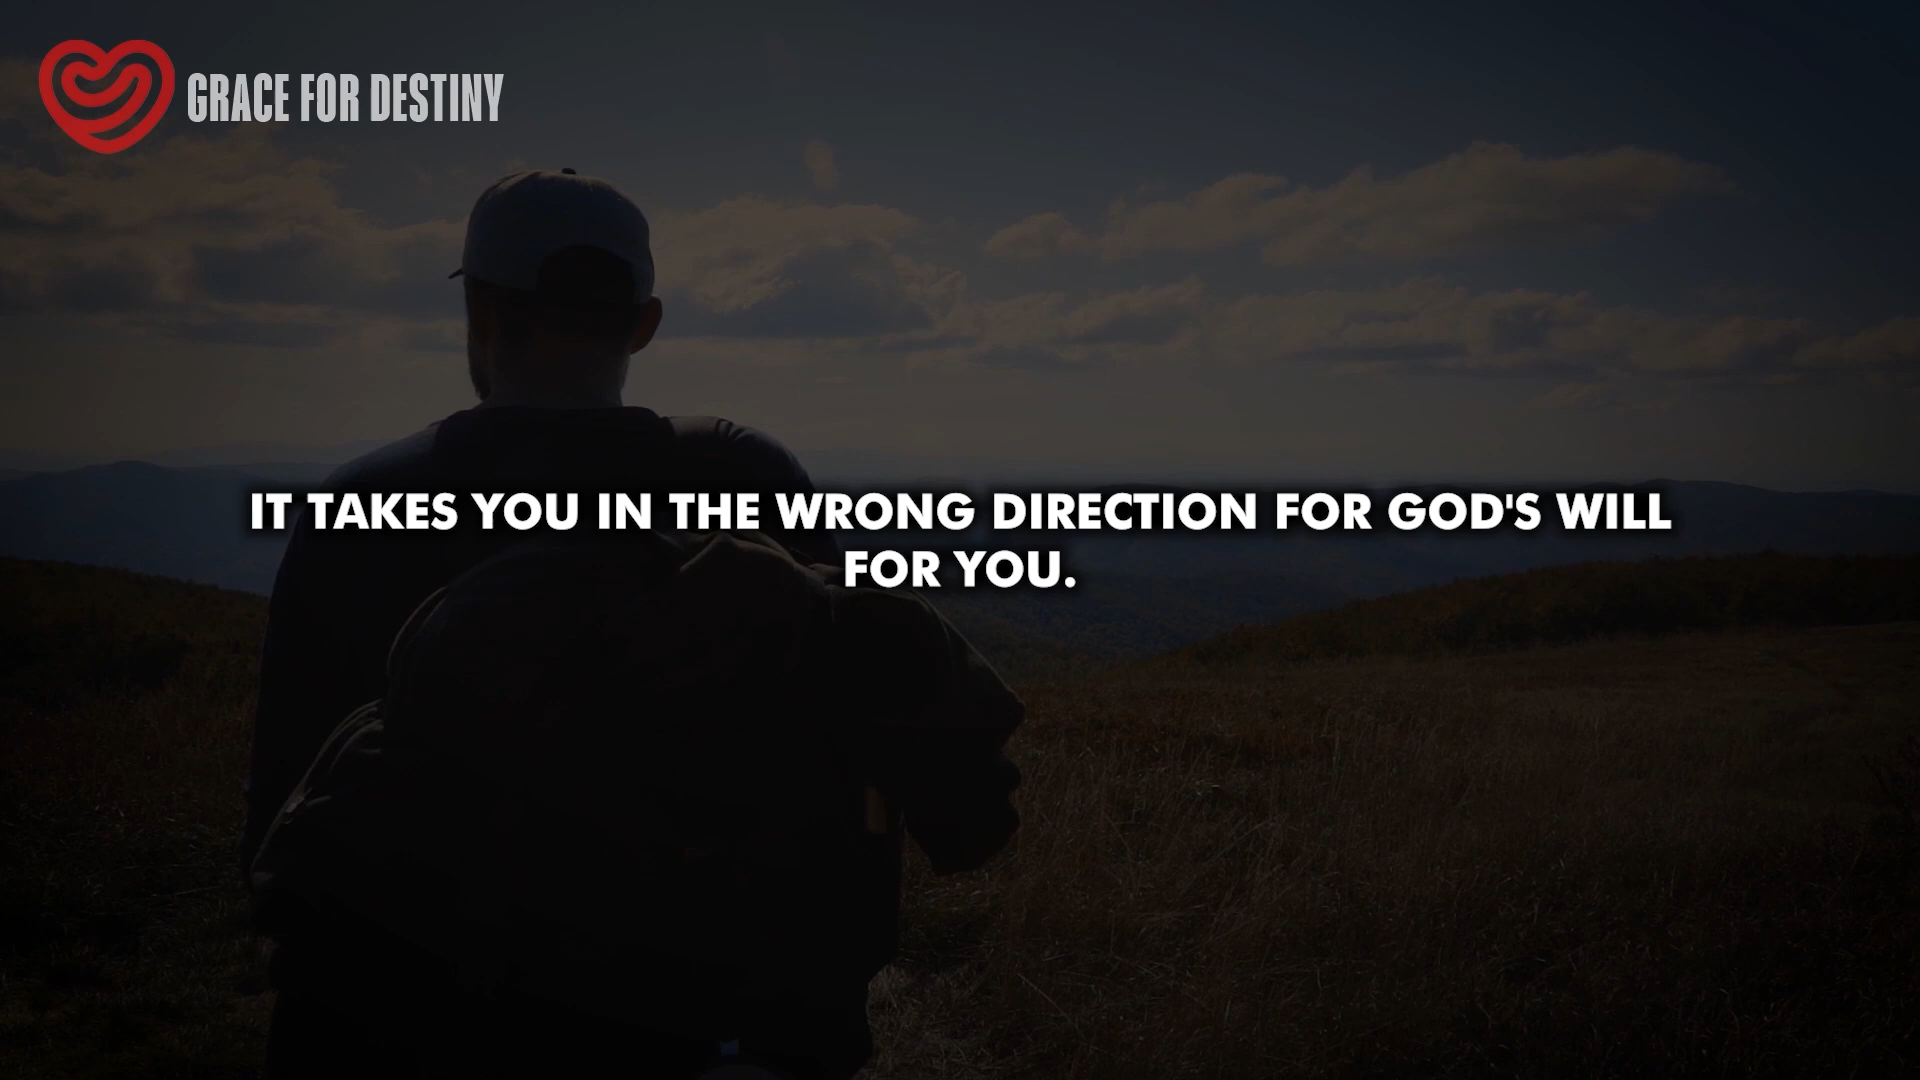 GRACE FOR DESTINY
IT TAKES YOU IN THE WRONG DIRECTION FOR GOD'S WILL
FOR YOU.